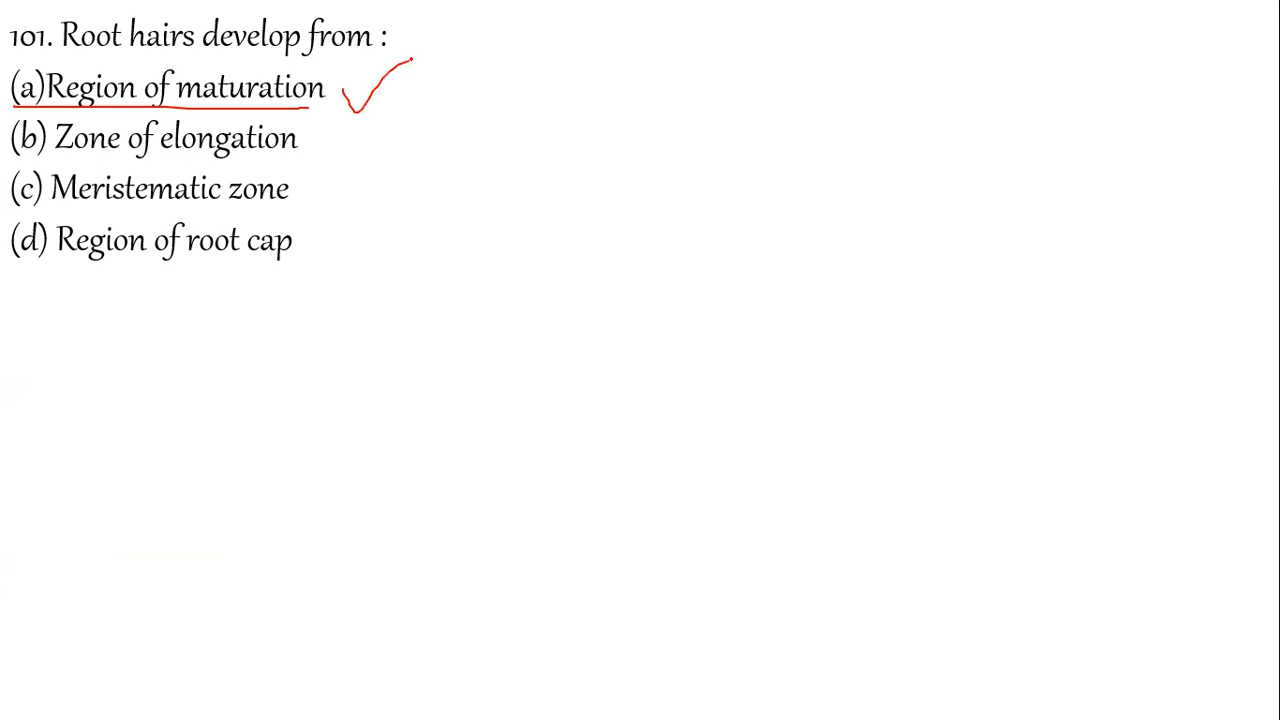 101. Root hairs develop from :
(a)Region of maturation
(b) Zone of elongation
(c) Meristematic zone
(d) Region of root cap